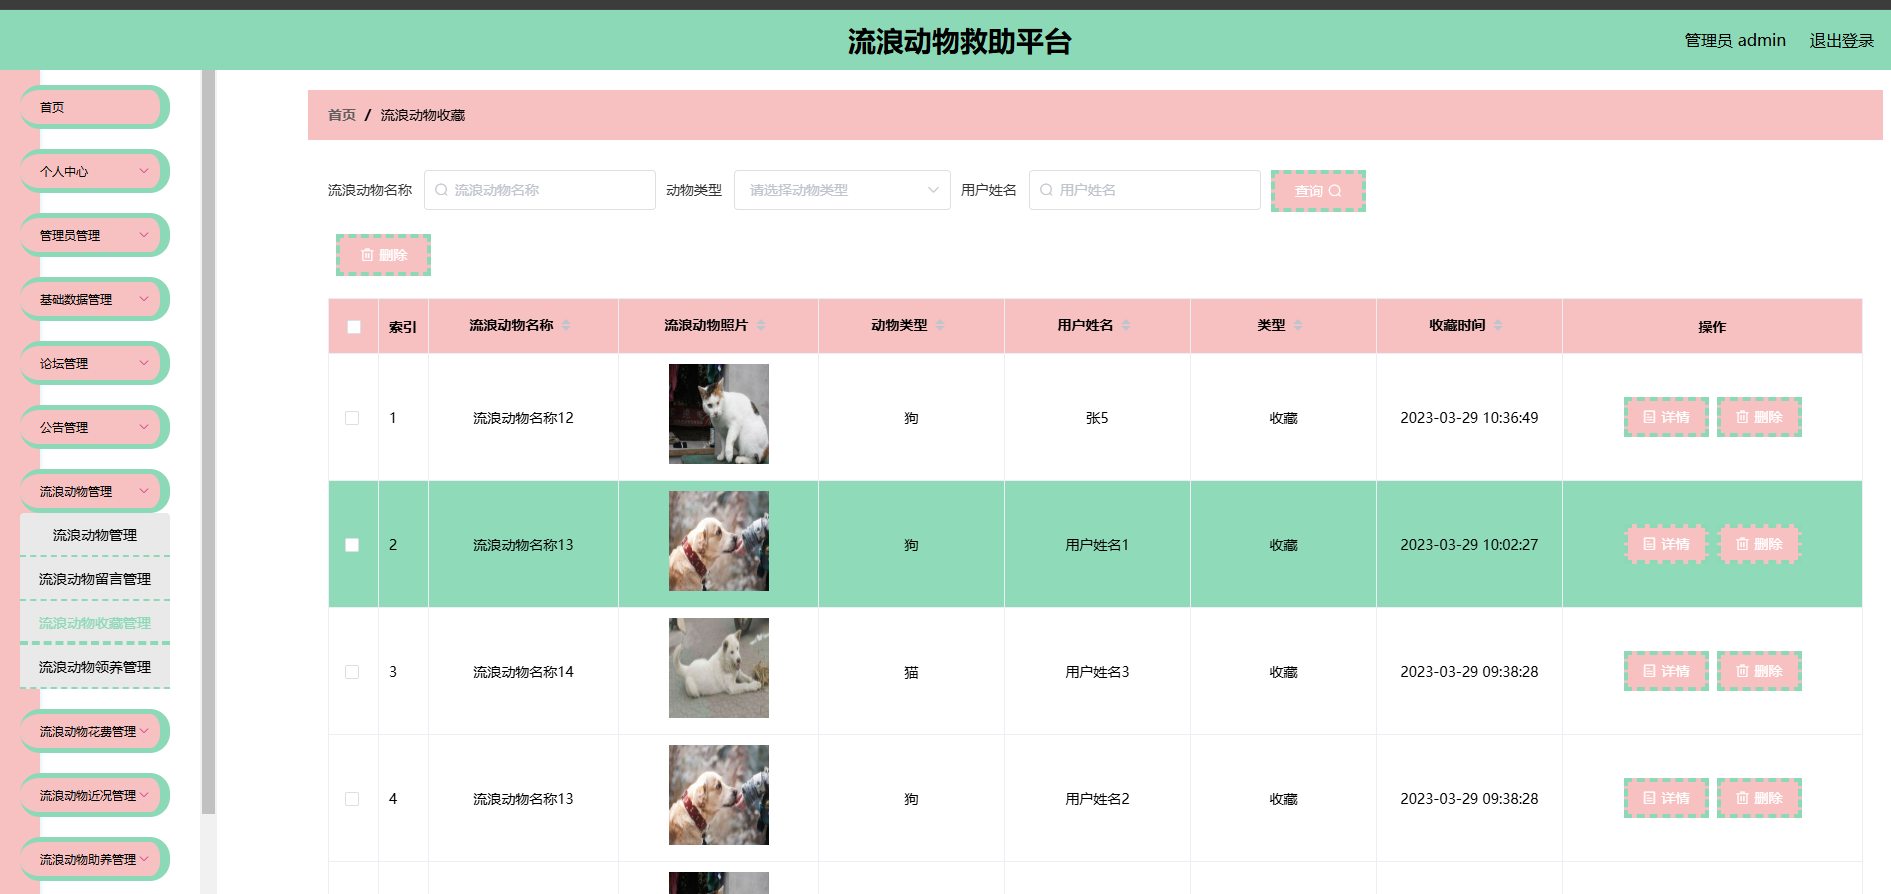 流浪动物救助平台
管理员 admin 退出登录
首页
个人中心
管理员管理
基础数据管理
论坛管理
公告管理
流浪动物管理
流浪动物管理
流浪动物留言管理
流浪动物收藏管理
流浪动物领养管理
流浪动物花费管理
流浪动物近况管理
流浪动物助养管理
首页 / 流浪动物收藏
流浪动物名称 流浪动物名称 动物类型 请选择动物类型 用户姓名 用户姓名 查询
删除
索引 流浪动物名称 流浪动物照片 动物类型 用户姓名 类型 收藏时间 操作
1 流浪动物名称12 狗 张5 收藏 2023-03-29 10:36:49 详情 删除
2 流浪动物名称13 狗 用户姓名1 收藏 2023-03-29 10:02:27 详情 删除
3 流浪动物名称14 猫 用户姓名3 收藏 2023-03-29 09:38:28 详情 删除
4 流浪动物名称13 狗 用户姓名2 收藏 2023-03-29 09:38:28 详情 删除